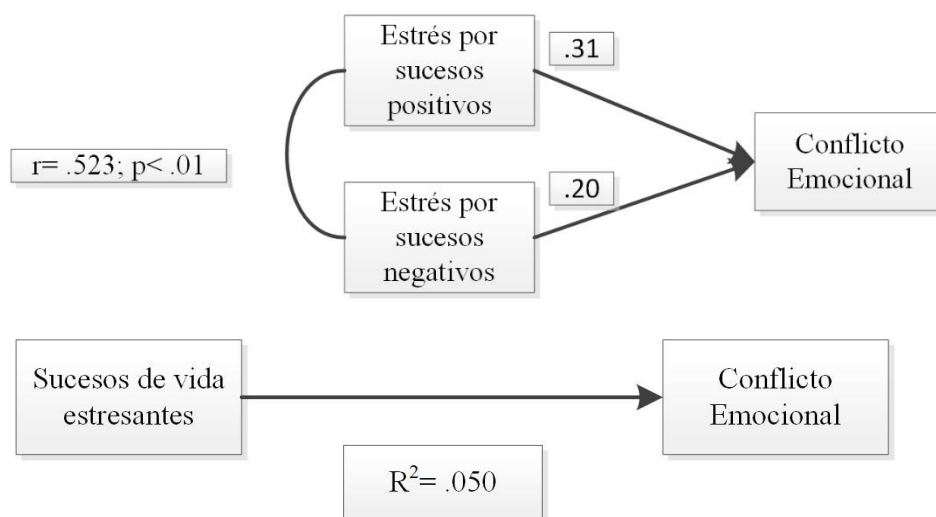 Estrés por
sucesos
positivos
.31
r= .523; p< .01
Conflicto
Emocional
.20
Estrés por
sucesos
negativos
Sucesos de vida
estresantes
Conflicto
Emocional
R²= .050